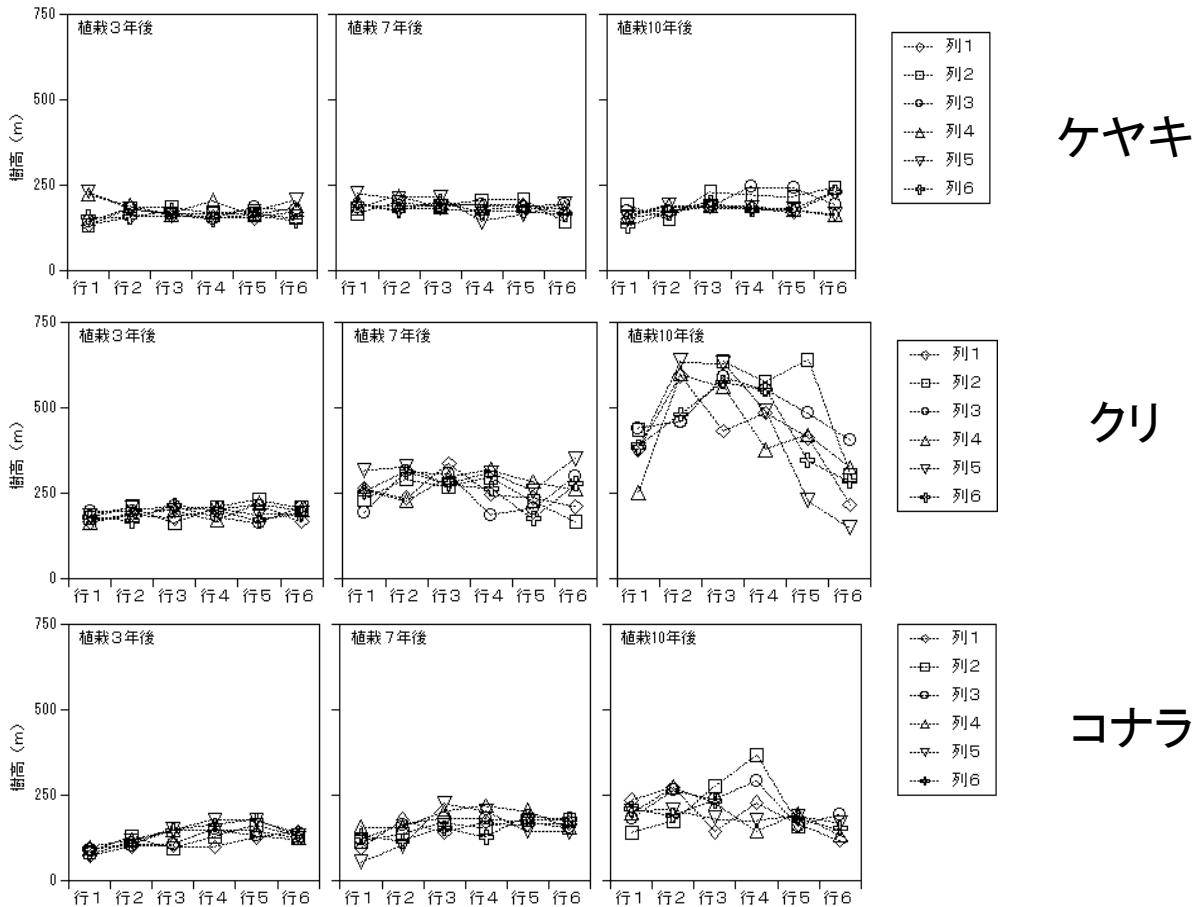 750
500
250
0
樹高（m）
植栽３年後
行１ 行２ 行３ 行４ 行５ 行６
植栽７年後
行１ 行２ 行３ 行４ 行５ 行６
植栽10年後
行１ 行２ 行３ 行４ 行５ 行６
列１
列２
列３
列４
列５
列６
ケヤキ
750
500
250
0
樹高（m）
植栽３年後
行１ 行２ 行３ 行４ 行５ 行６
植栽７年後
行１ 行２ 行３ 行４ 行５ 行６
植栽10年後
行１ 行２ 行３ 行４ 行５ 行６
列１
列２
列３
列４
列５
列６
クリ
750
500
250
0
樹高（m）
植栽３年後
行１ 行２ 行３ 行４ 行５ 行６
植栽７年後
行１ 行２ 行３ 行４ 行５ 行６
植栽10年後
行１ 行２ 行３ 行４ 行５ 行６
列１
列２
列３
列４
列５
列６
コナラ